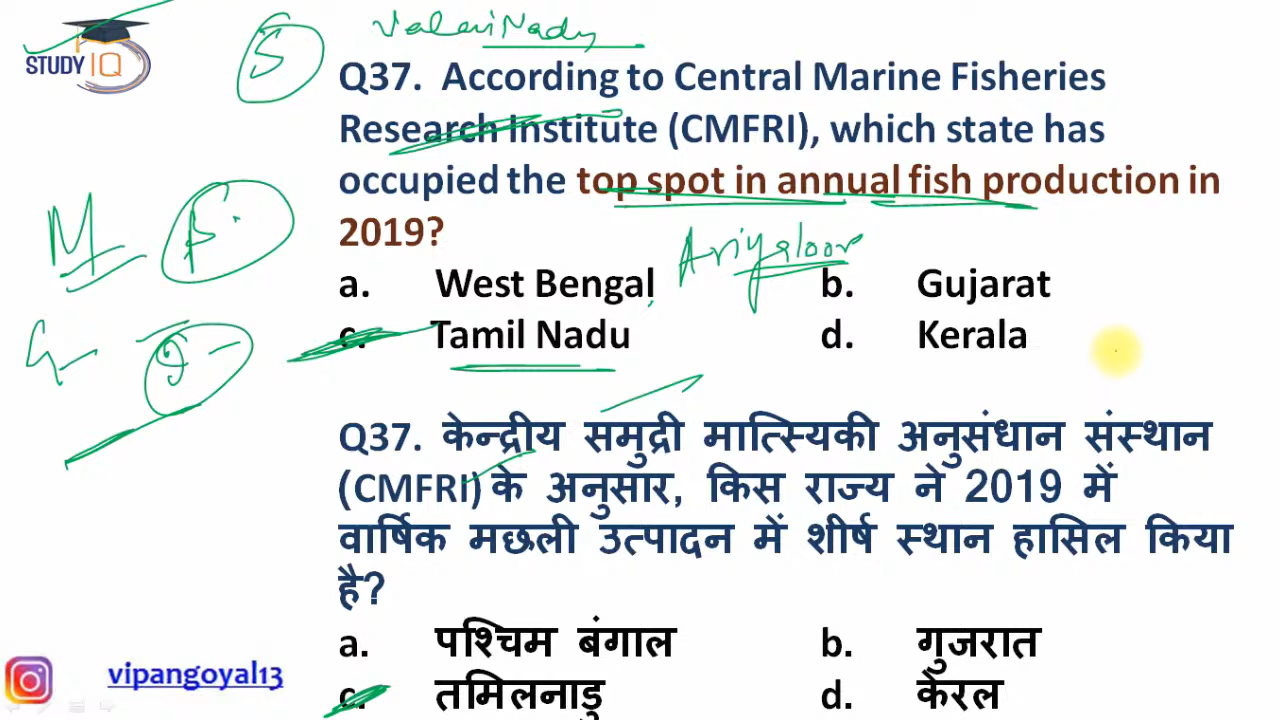 STUDY IQ
5
Q37. According to Central Marine Fisheries
Research Institute (CMFRI), which state has
occupied the top spot in annual fish production in
2019?
Ariyaloor
a. West Bengal b. Gujarat
c. Tamil Nadu d. Kerala
M
Q37. केन्द्रीय समुद्री मात्स्यिकी अनुसंधान संस्थान
(CMFRI) के अनुसार, किस राज्य ने 2019 में
वार्षिक मछली उत्पादन में शीर्ष स्थान हासिल किया
है?
a. पश्चिम बंगाल b. गुजरात
c. तमिलनाडु d. केरल
vipangoyal13